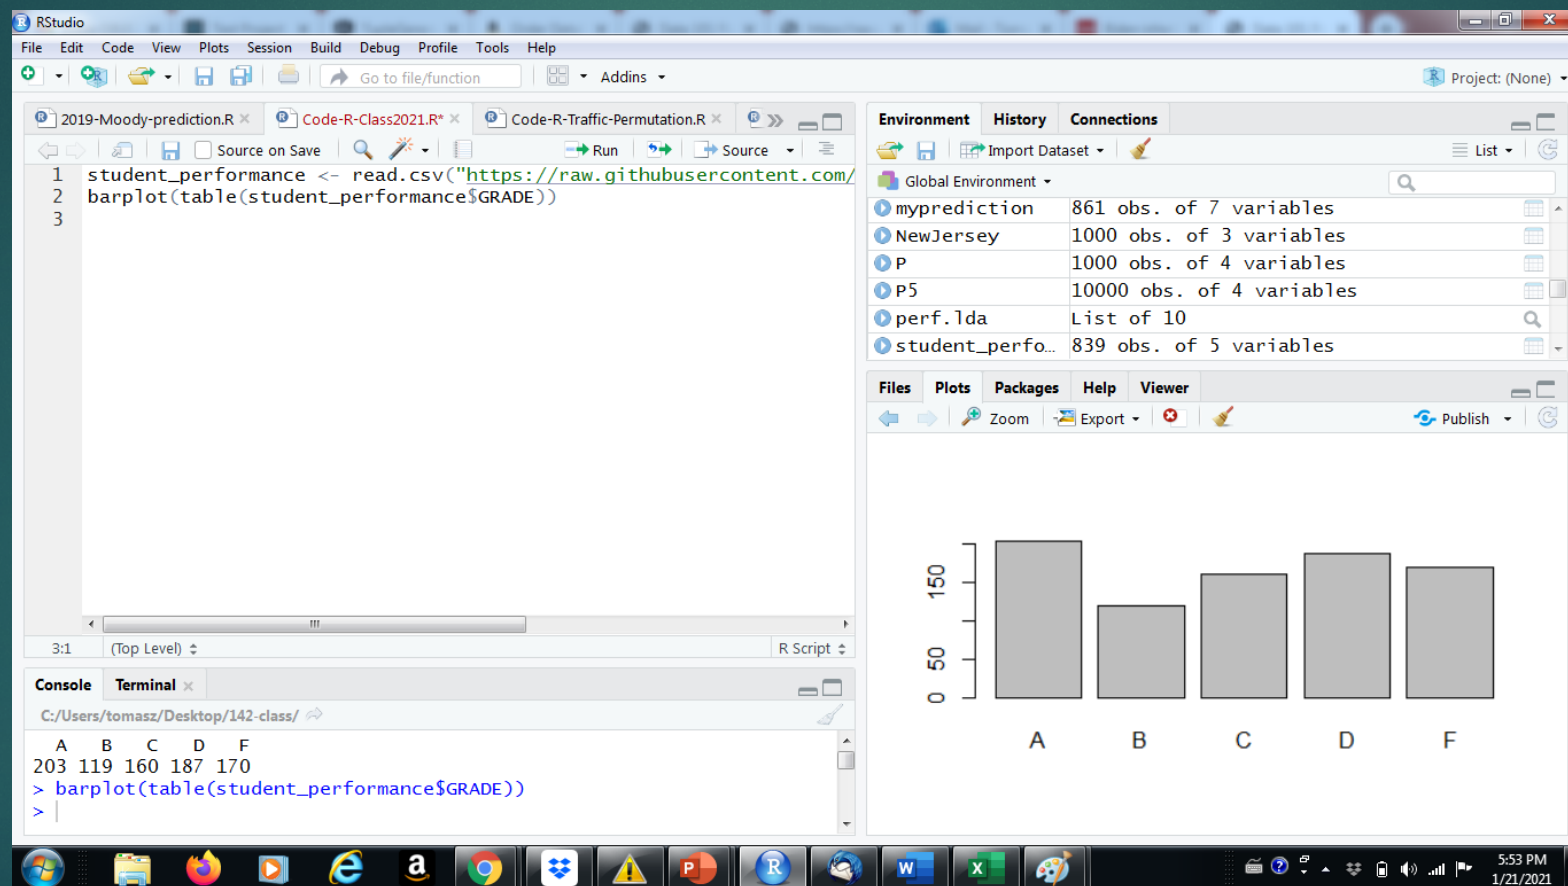 RStudio
File Edit Code View Plots Session Build Debug Profile Tools Help
Go to file/function
Addins
Project: (None)
2019-Moody-prediction.R
Code-R-Class2021.R*
Code-R-Traffic-Permutation.R
Source on Save
Run
Source
1 student_performance <- read.csv("https://raw.githubusercontent.com/
2 barplot(table(student_performance$GRADE))
3
3:1 (Top Level) R Script
Console Terminal
C:/Users/tomasz/Desktop/142-class/
A B C D F
203 119 160 187 170
> barplot(table(student_performance$GRADE))
>
Environment History Connections
Import Dataset
List
Global Environment
myprediction 861 obs. of 7 variables
NewJersey 1000 obs. of 3 variables
P 1000 obs. of 4 variables
P5 10000 obs. of 4 variables
perf.lda List of 10
student_perfo… 839 obs. of 5 variables
Files Plots Packages Help Viewer
Zoom Export Publish
150
50
0
A B C D F
5:53 PM
1/21/2021